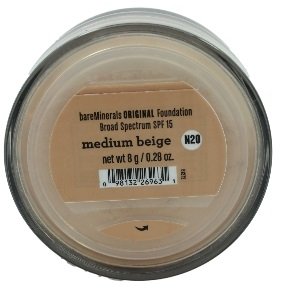 bareMinerals ORIGINAL Foundation
Broad Spectrum SPF 15
medium beige N20
net wt 8 g / 0.28 oz.
0 98132 26963 1